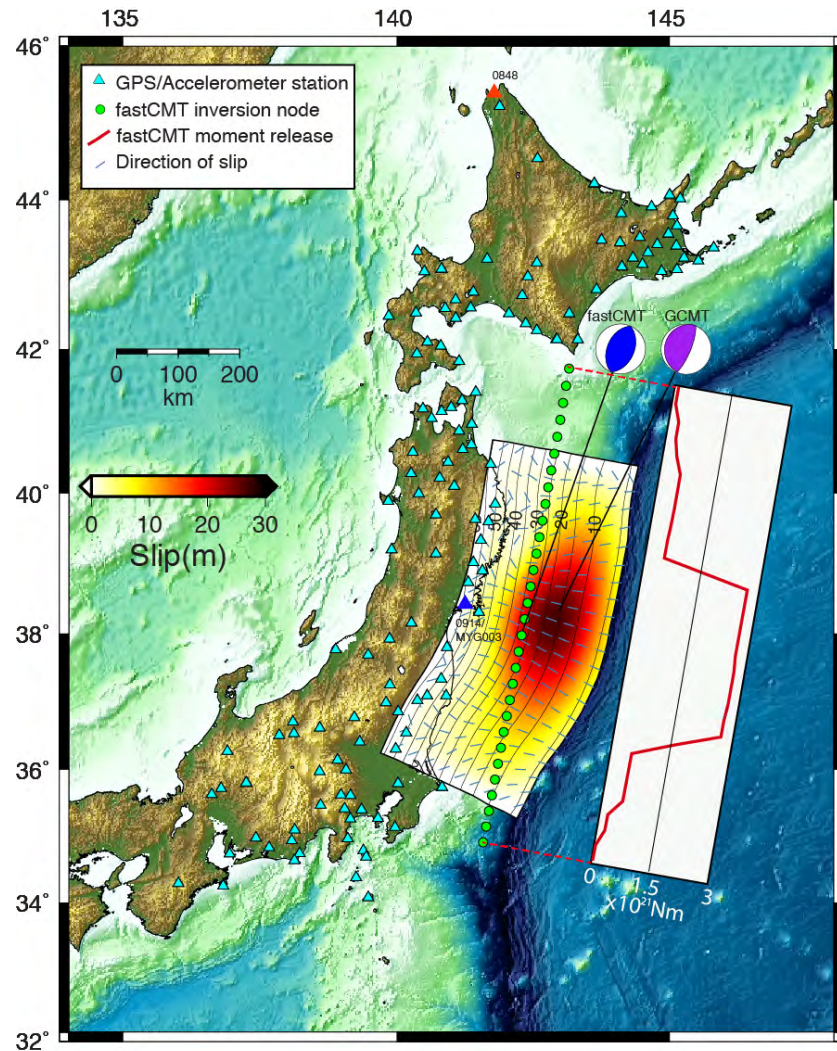 135 140 145
46°
0848
GPS/Accelerometer station
fastCMT inversion node
fastCMT moment release
Direction of slip
44°
fastCMT GCMT
42°
0 100 200
km
40°
50 40 30 20 10
0 10 20 30
Slip(m)
38°
0914/
MYG003
36°
0 1.5 3
x10²¹Nm
34°
32°